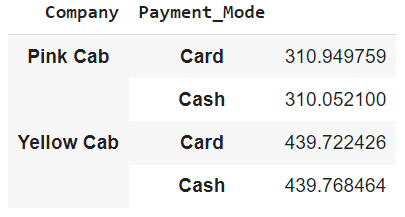 Company Payment_Mode
Pink Cab Card 310.949759
Cash 310.052100
Yellow Cab Card 439.722426
Cash 439.768464